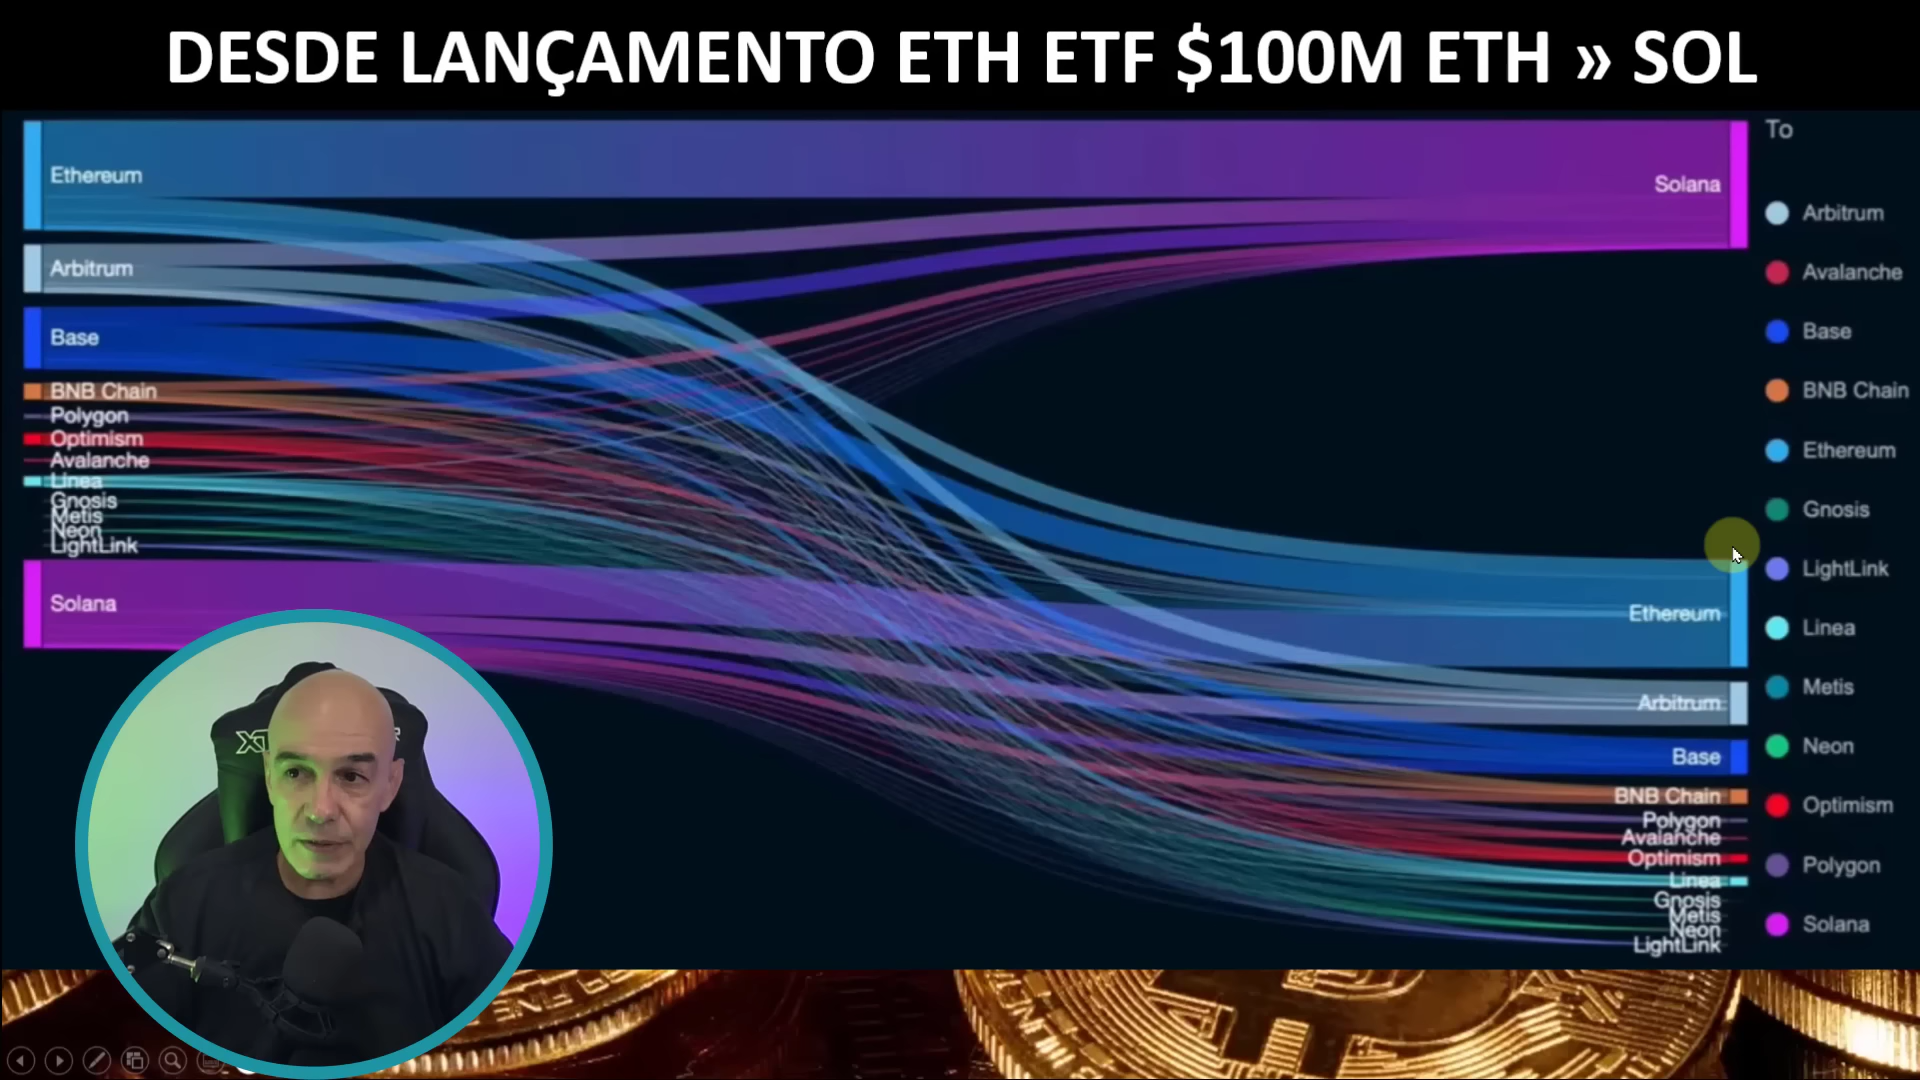 DESDE LANÇAMENTO ETH ETF $100M ETH » SOL
To
Ethereum
Arbitrum
Base
BNB Chain
Polygon
Optimism
Avalanche
Linea
Gnosis
Metis
Neon
LightLink
Solana
Solana
Ethereum
Arbitrum
Base
BNB Chain
Polygon
Avalanche
Optimism
Linea
Gnosis
Metis
Neon
LightLink
Arbitrum
Avalanche
Base
BNB Chain
Ethereum
Gnosis
LightLink
Linea
Metis
Neon
Optimism
Polygon
Solana